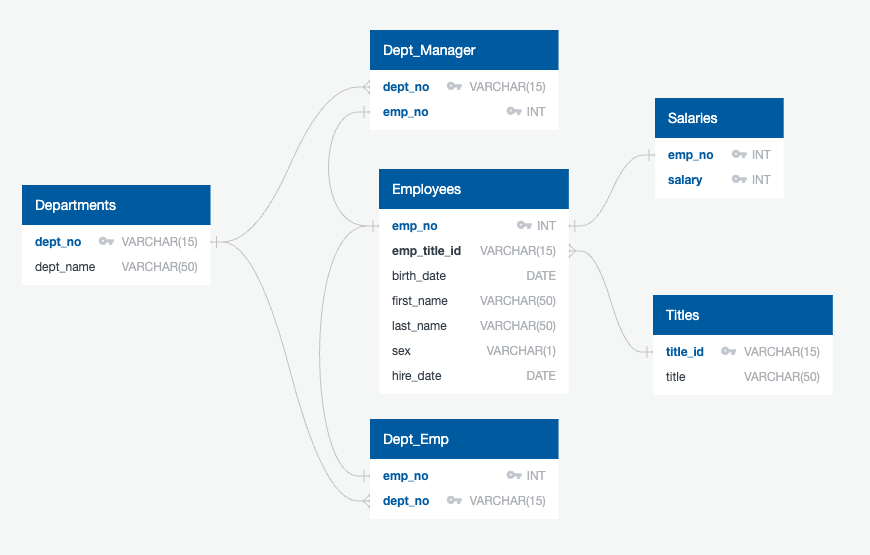 Dept_Manager
dept_no VARCHAR(15)
emp_no INT
Salaries
emp_no INT
salary INT
Employees
emp_no INT
emp_title_id VARCHAR(15)
birth_date DATE
first_name VARCHAR(50)
last_name VARCHAR(50)
sex VARCHAR(1)
hire_date DATE
Departments
dept_no VARCHAR(15)
dept_name VARCHAR(50)
Titles
title_id VARCHAR(15)
title VARCHAR(50)
Dept_Emp
emp_no INT
dept_no VARCHAR(15)